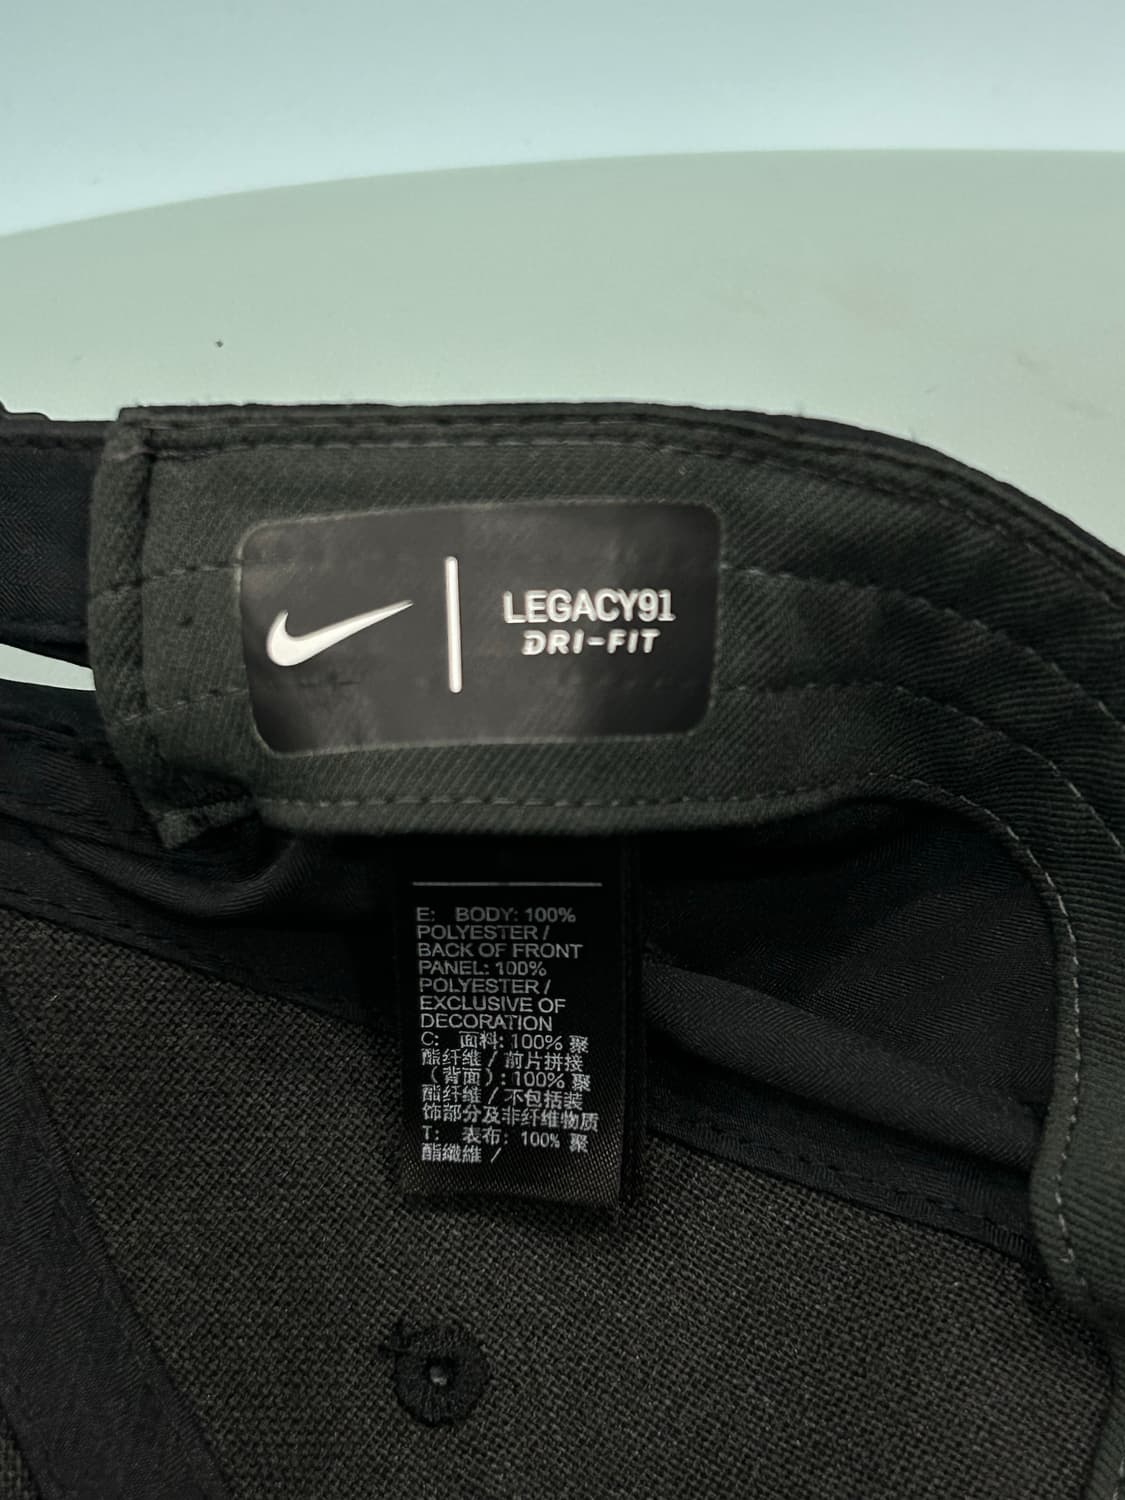 LEGACY91
DRI-FIT
E: BODY: 100%
POLYESTER /
BACK OF FRONT
PANEL: 100%
POLYESTER /
EXCLUSIVE OF
DECORATION
C: 面料: 100% 聚
酯纤维 / 前片拼接
(背面): 100% 聚
酯纤维 / 不包括装
饰部分及非纤维物质
T: 表布: 100% 聚
酯纖維 /